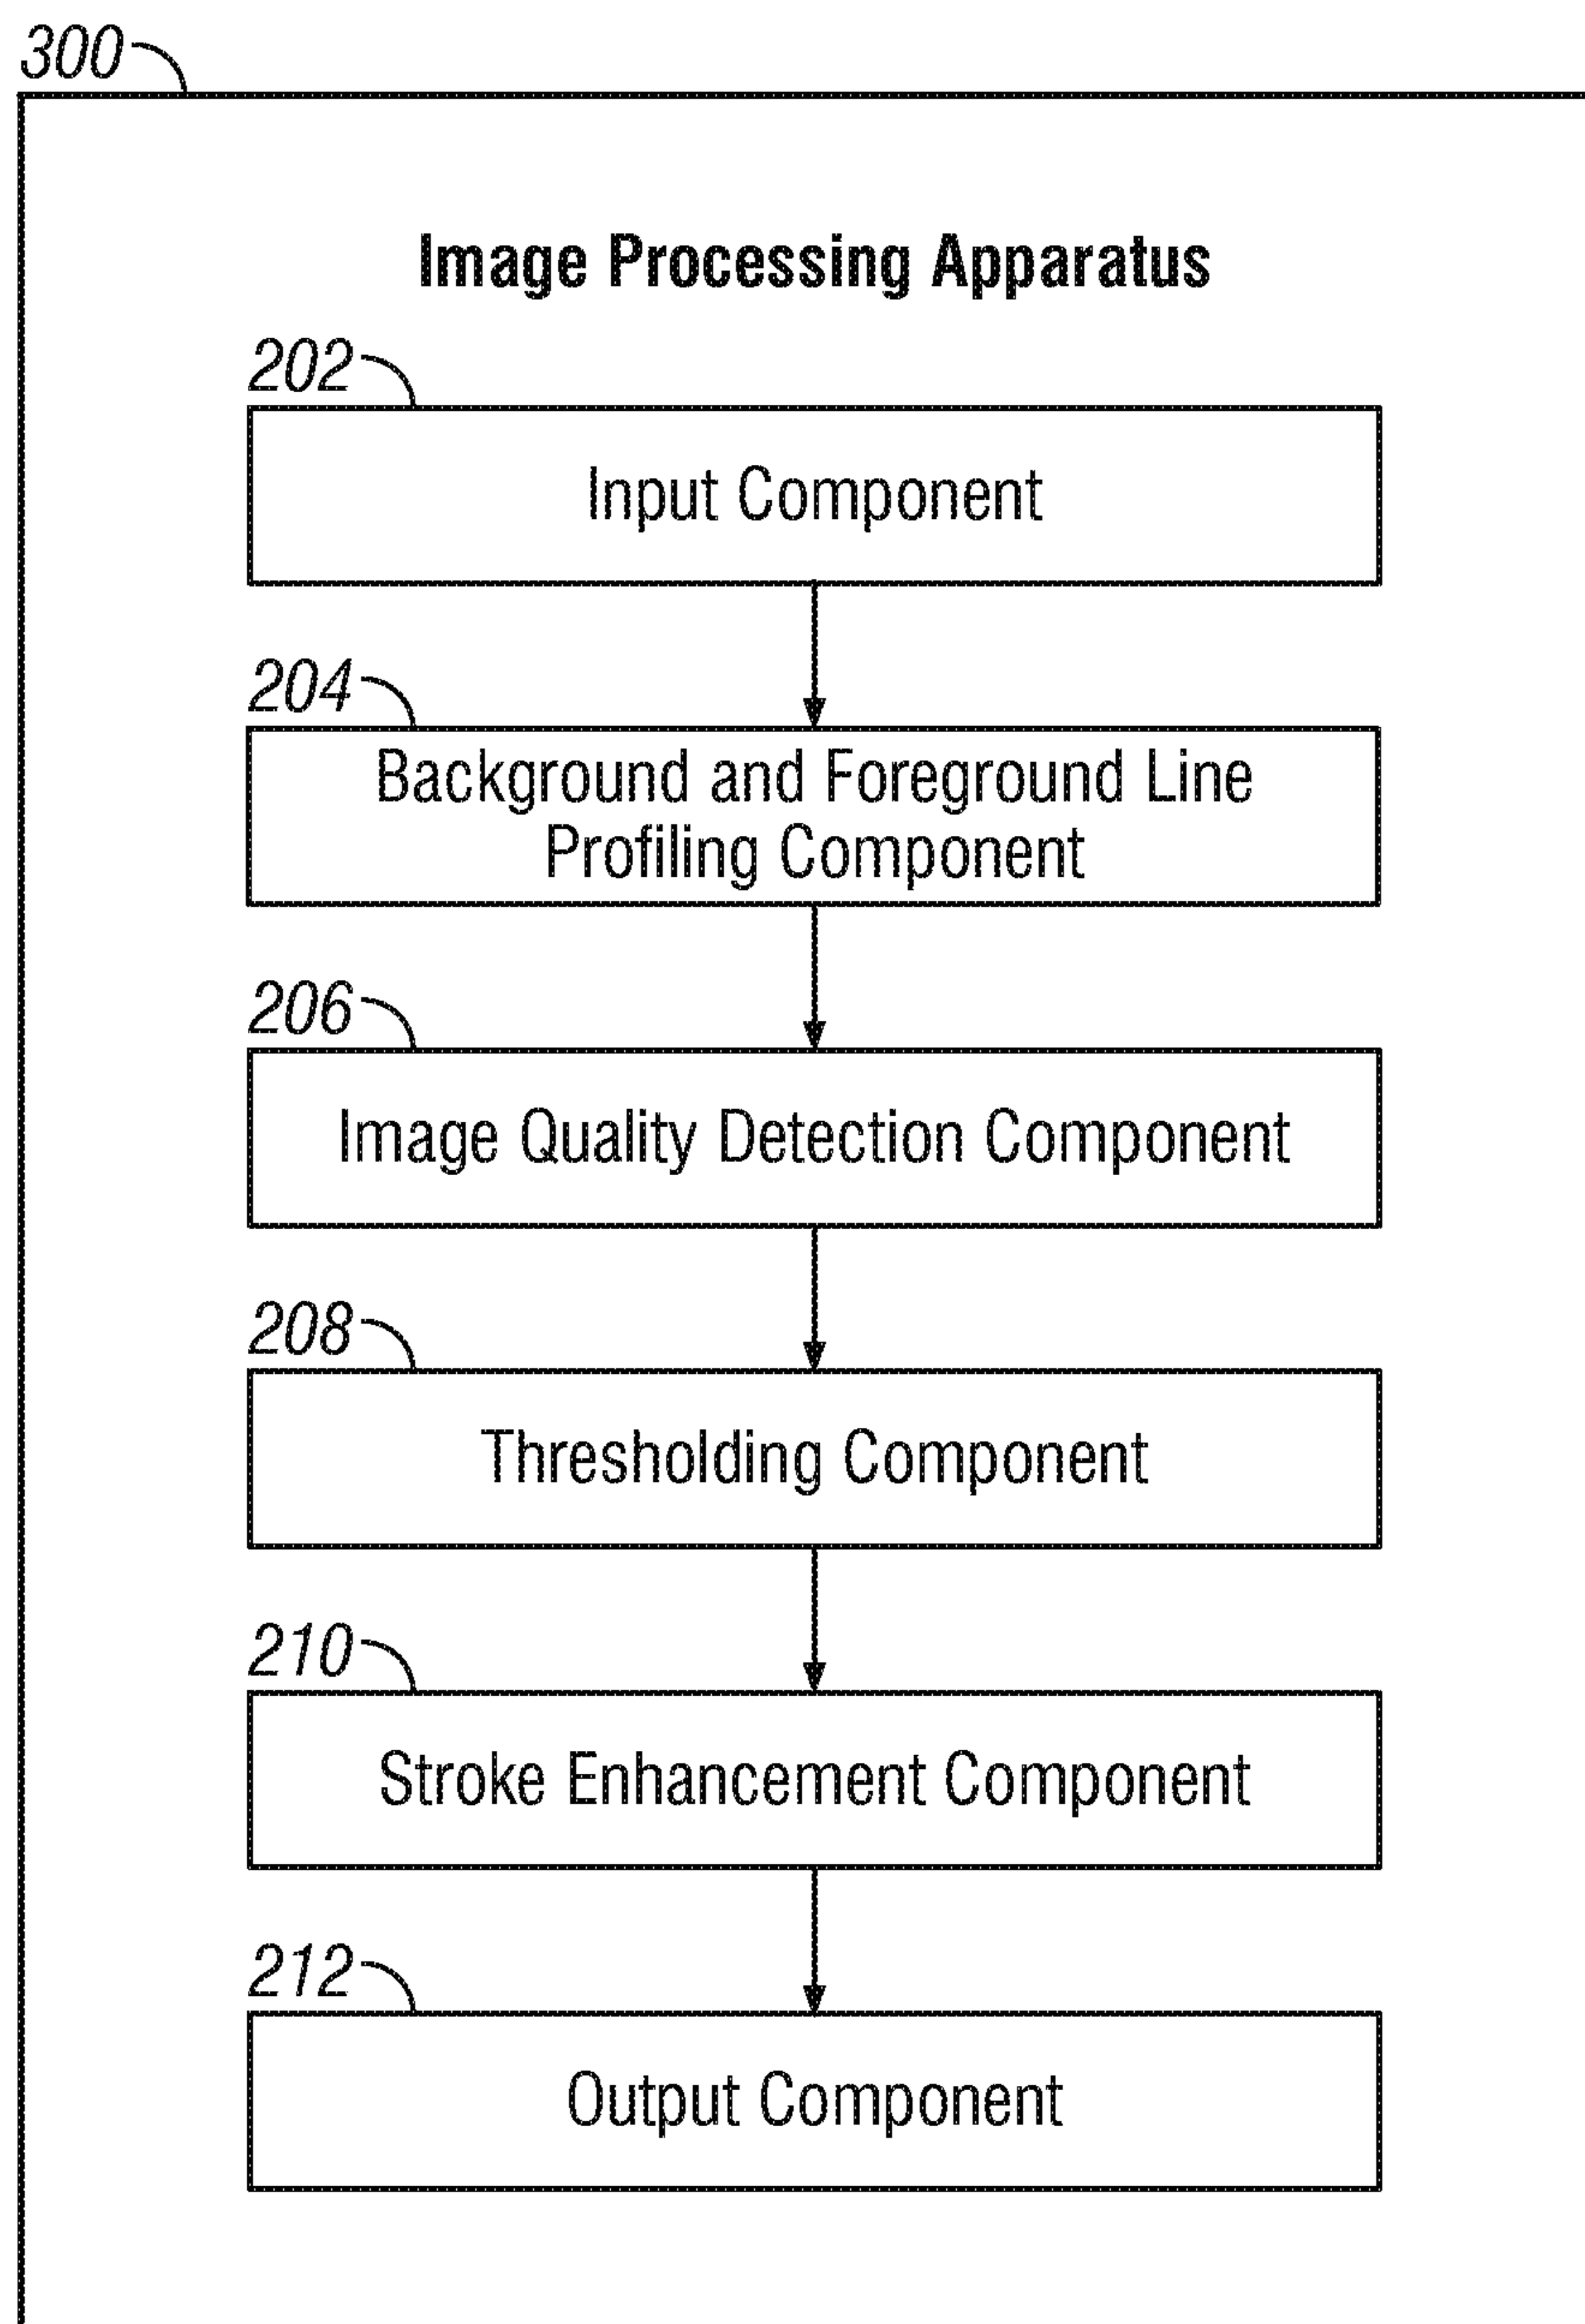 300
Image Processing Apparatus
202
Input Component
204
Background and Foreground Line
Profiling Component
206
Image Quality Detection Component
208
Thresholding Component
210
Stroke Enhancement Component
212
Output Component